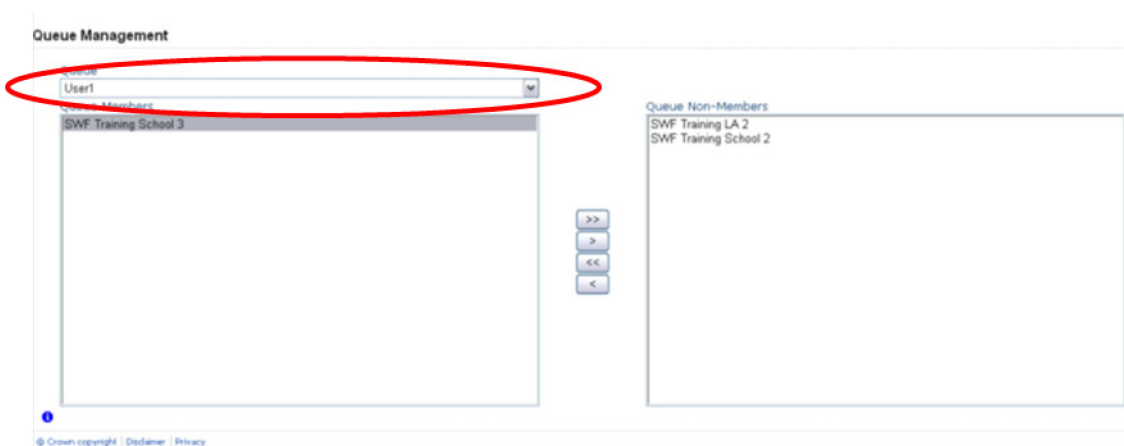 Queue Management
Queue
User1
Queue Members
SWF Training School 3
Queue Non-Members
SWF Training LA 2
SWF Training School 2
>>
>
<<
<
© Crown copyright | Disclaimer | Privacy